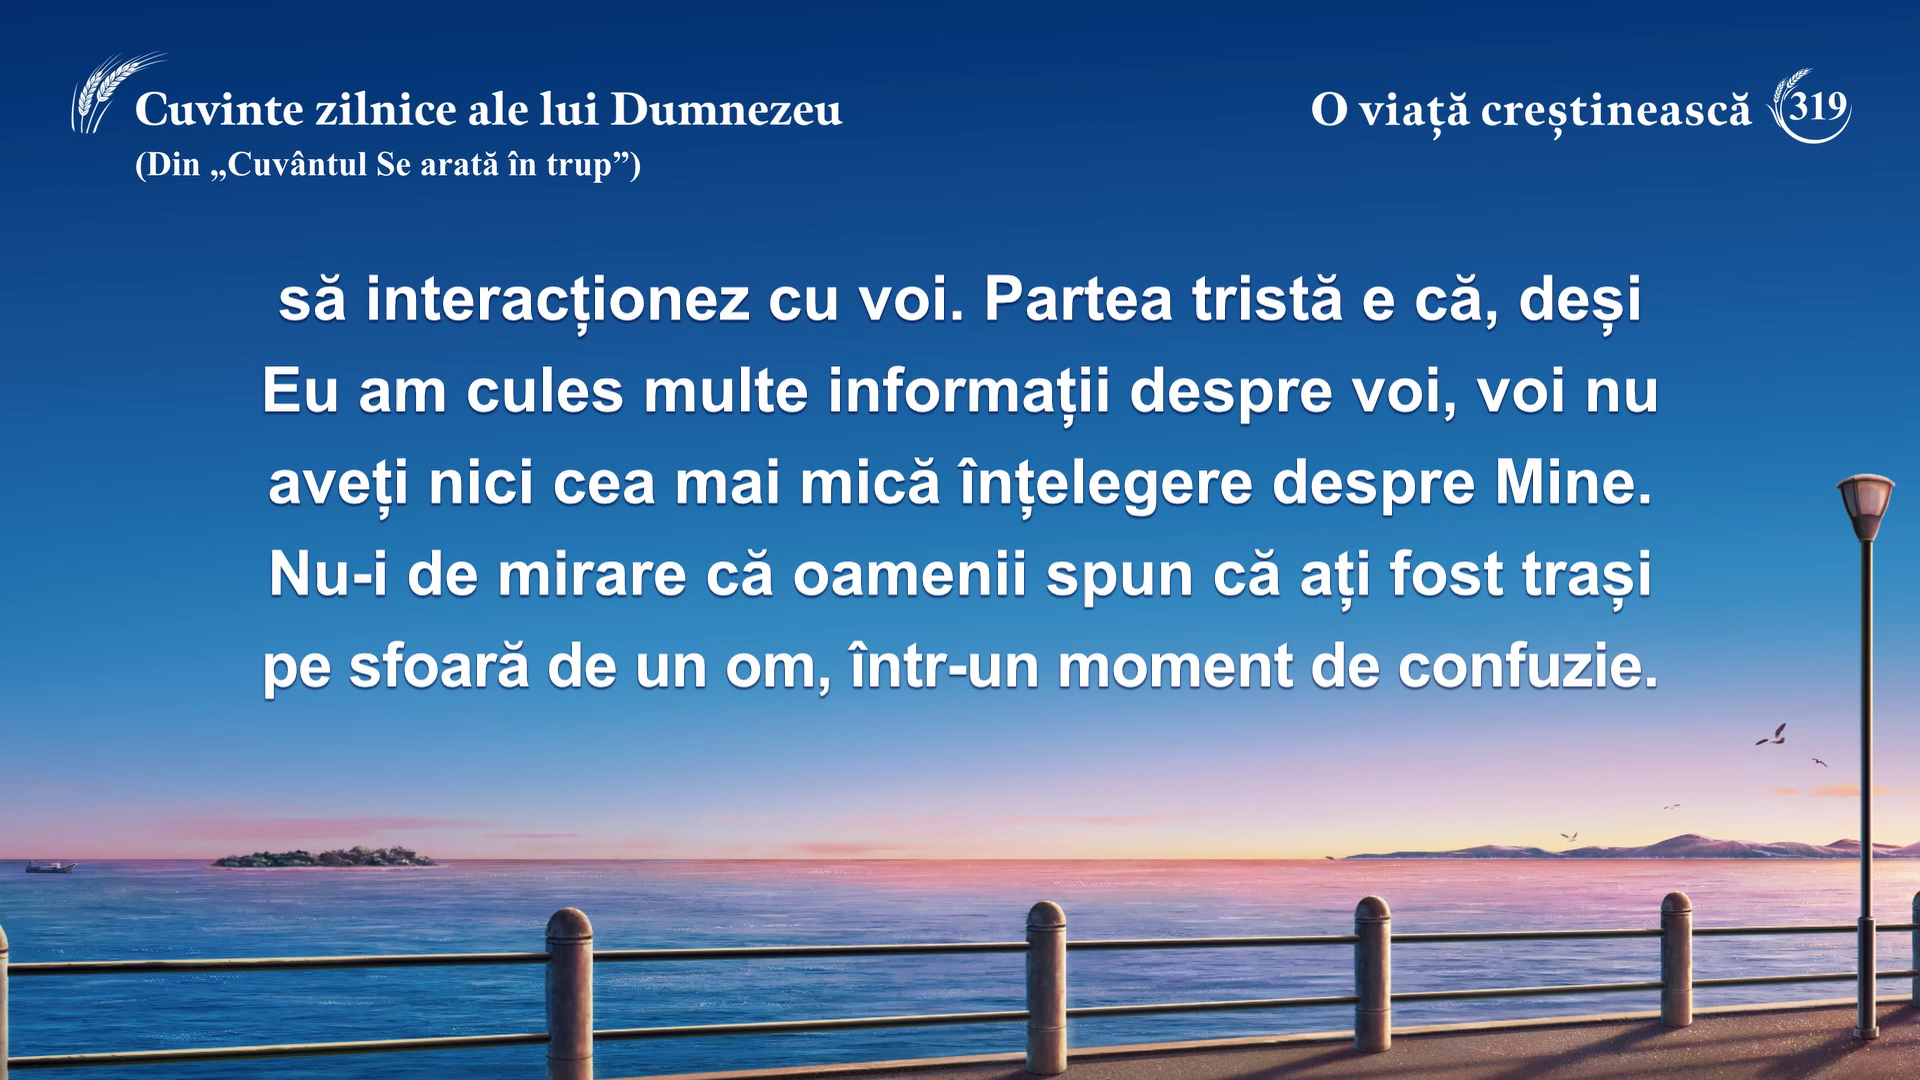 Cuvinte zilnice ale lui Dumnezeu
(Din „Cuvântul Se arată în trup”)
O viață creștinească 319
să interacționez cu voi. Partea tristă e că, deși
Eu am cules multe informații despre voi, voi nu
aveți nici cea mai mică înțelegere despre Mine.
Nu-i de mirare că oamenii spun că ați fost trași
pe sfoară de un om, într-un moment de confuzie.